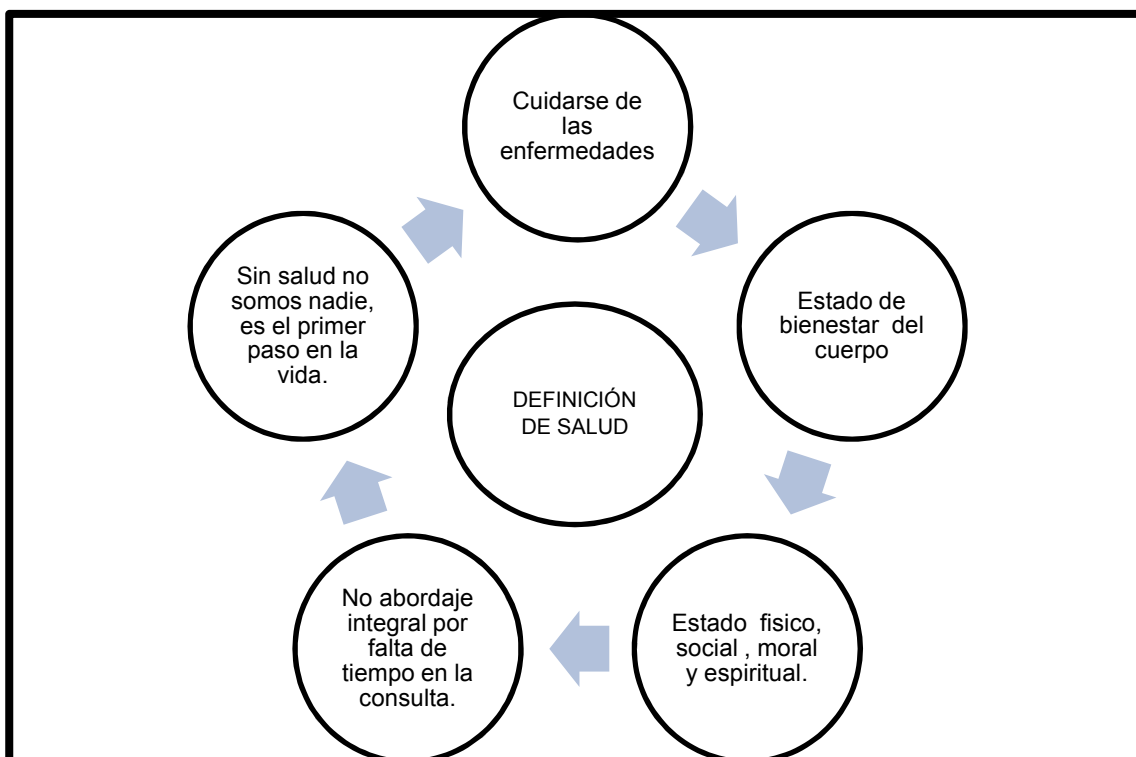 Cuidarse de
las
enfermedades
Estado de
bienestar del
cuerpo
Estado fisico,
social , moral
y espiritual.
No abordaje
integral por
falta de
tiempo en la
consulta.
Sin salud no
somos nadie,
es el primer
paso en la
vida.
DEFINICIÓN
DE SALUD